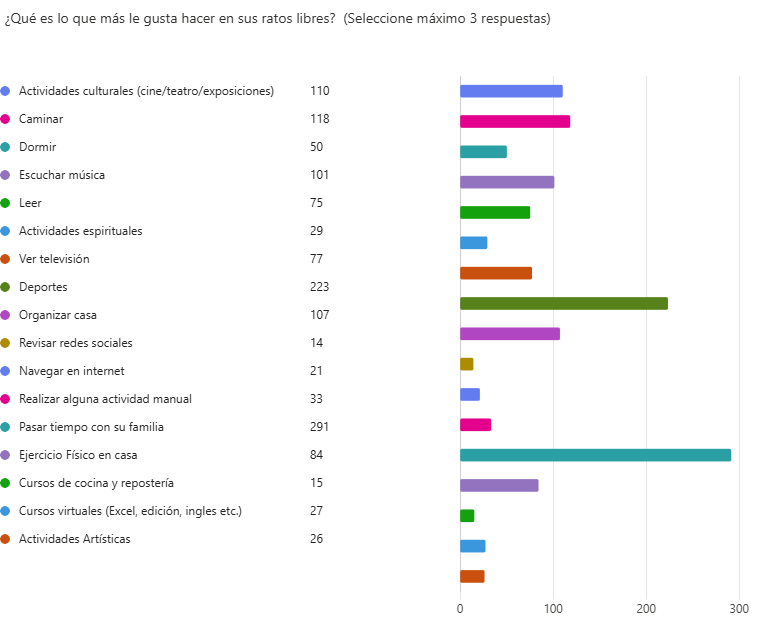 ¿Qué es lo que más le gusta hacer en sus ratos libres?  (Seleccione máximo 3 respuestas)
Actividades culturales (cine/teatro/exposiciones) 110
Caminar 118
Dormir 50
Escuchar música 101
Leer 75
Actividades espirituales 29
Ver televisión 77
Deportes 223
Organizar casa 107
Revisar redes sociales 14
Navegar en internet 21
Realizar alguna actividad manual 33
Pasar tiempo con su familia 291
Ejercicio Físico en casa 84
Cursos de cocina y repostería 15
Cursos virtuales (Excel, edición, ingles etc.) 27
Actividades Artísticas 26
0 100 200 300